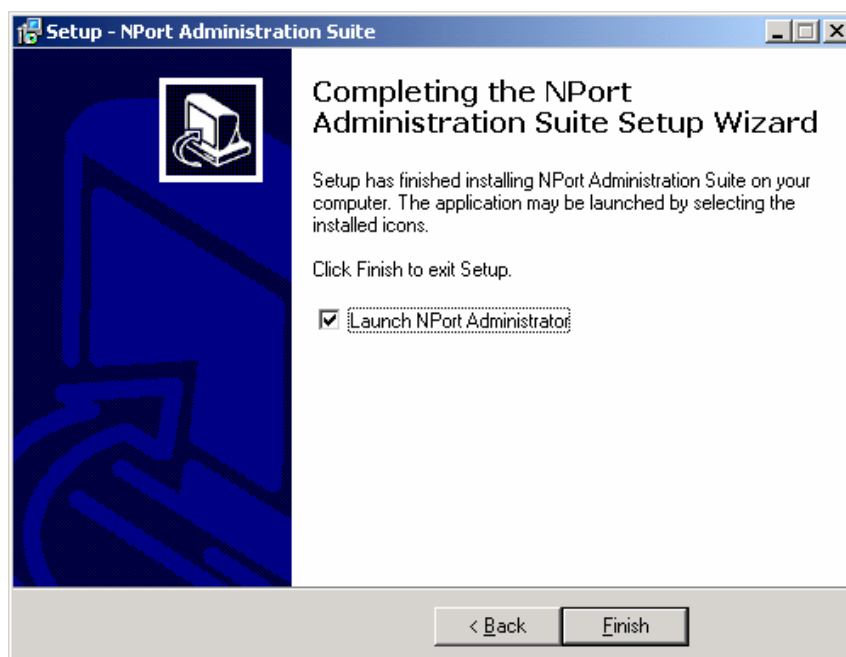 Setup - NPort Administration Suite
Completing the NPort
Administration Suite Setup Wizard
Setup has finished installing NPort Administration Suite on your
computer. The application may be launched by selecting the
installed icons.
Click Finish to exit Setup.
Launch NPort Administrator
< Back
Finish